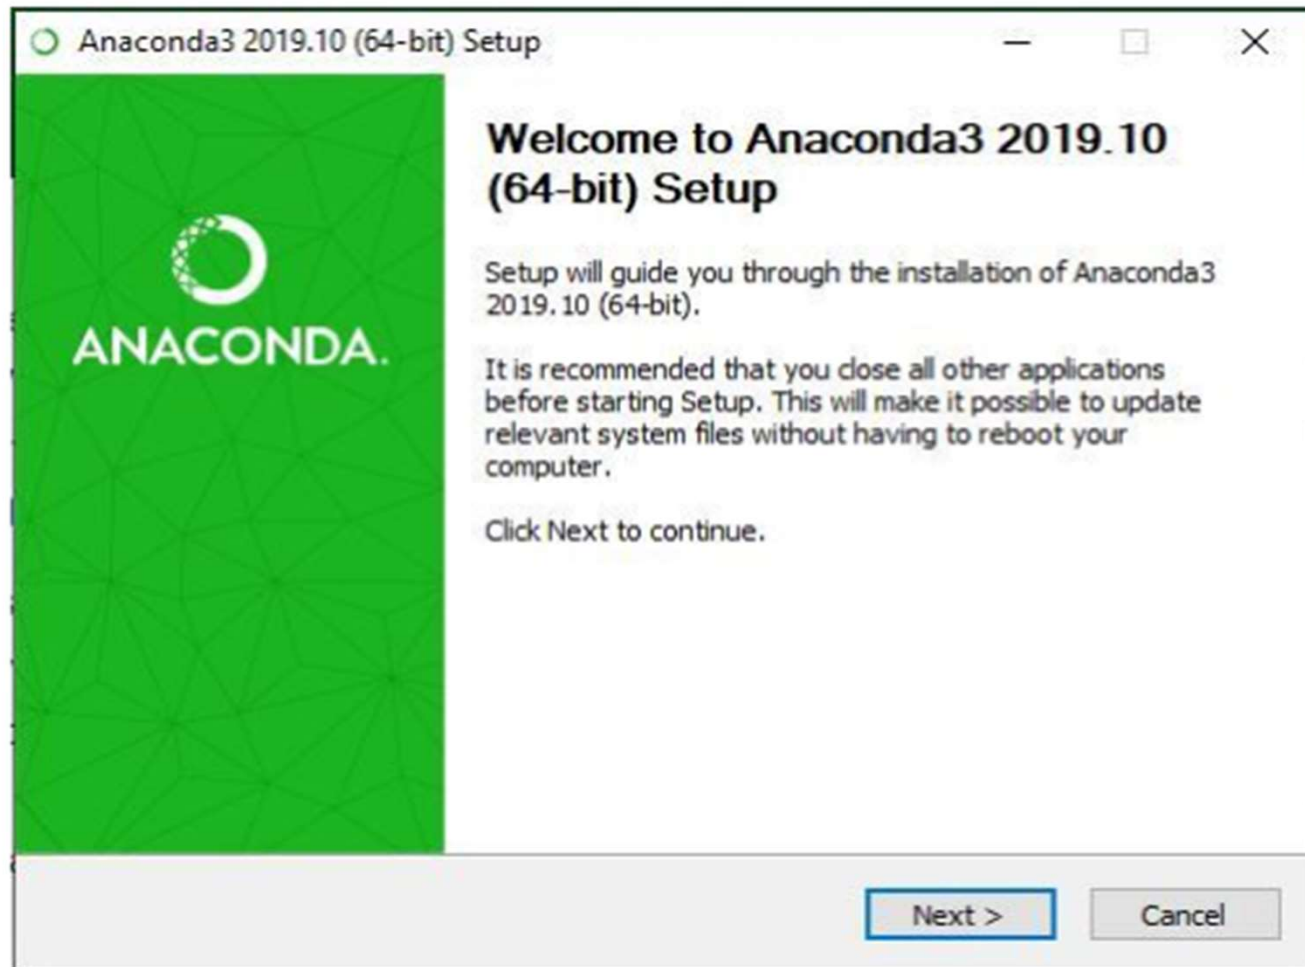 Anaconda3 2019.10 (64-bit) Setup
ANACONDA.
Welcome to Anaconda3 2019.10
(64-bit) Setup
Setup will guide you through the installation of Anaconda3
2019.10 (64-bit).
It is recommended that you close all other applications
before starting Setup. This will make it possible to update
relevant system files without having to reboot your
computer.
Click Next to continue.
Next >
Cancel